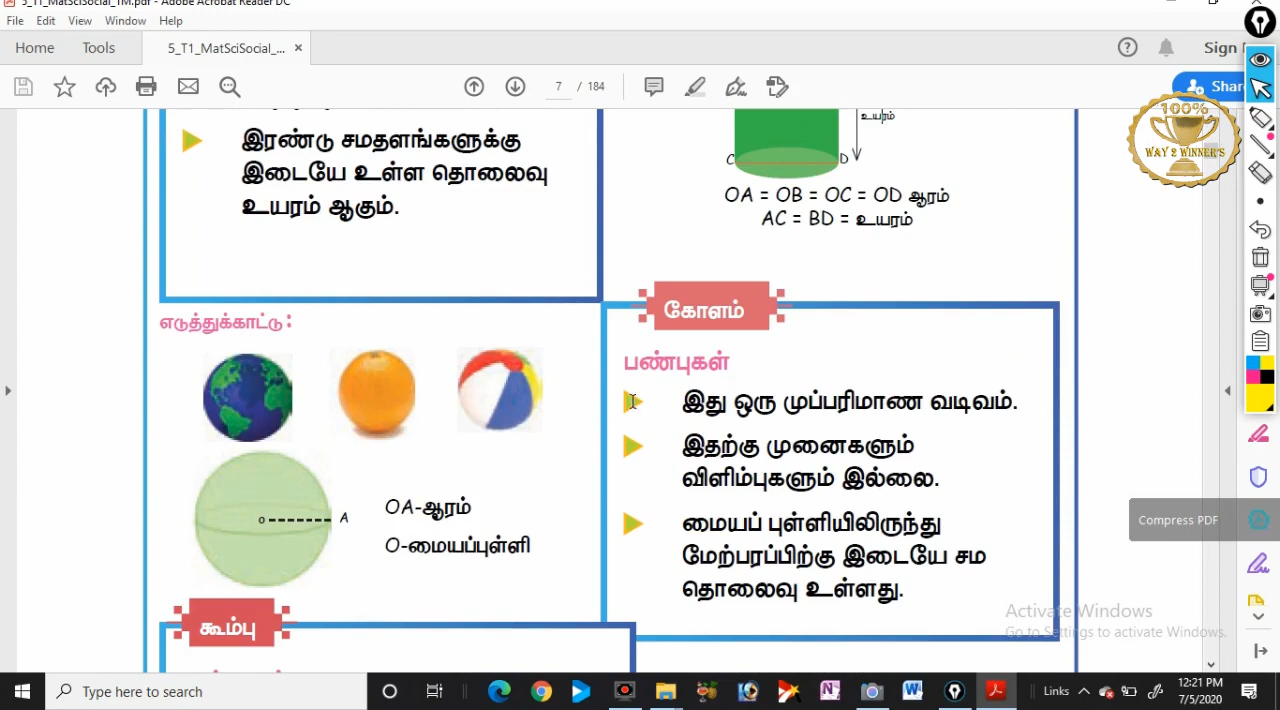 5_T1_MatSciSocial_TM.pdf - Adobe Acrobat Reader DC
File Edit View Window Help
Home Tools 5_T1_MatSciSocial_... × Sign
7 / 184
Share
100%
WAY 2 WINNER'S
இரண்டு சமதளங்களுக்கு
இடையே உள்ள தொலைவு
உயரம் ஆகும்.
உயரம்
C D
OA = OB = OC = OD ஆரம்
AC = BD = உயரம்
எடுத்துக்காட்டு:
O A
OA-ஆரம்
O-மையப்புள்ளி
கோளம்
பண்புகள்
இது ஒரு முப்பரிமாண வடிவம்.
இதற்கு முனைகளும்
விளிம்புகளும் இல்லை.
மையப் புள்ளியிலிருந்து
மேற்பரப்பிற்கு இடையே சம
தொலைவு உள்ளது.
கூம்பு
Compress PDF
Activate Windows
Go to Settings to activate Windows.
Type here to search
Links
12:21 PM
7/5/2020